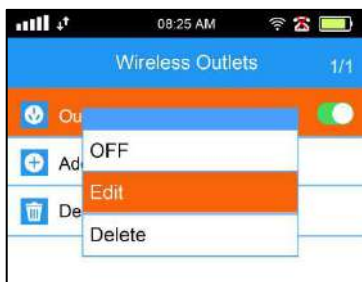 08:25 AM
Wireless Outlets 1/1
Ou
OFF
Ad
Edit
De
Delete